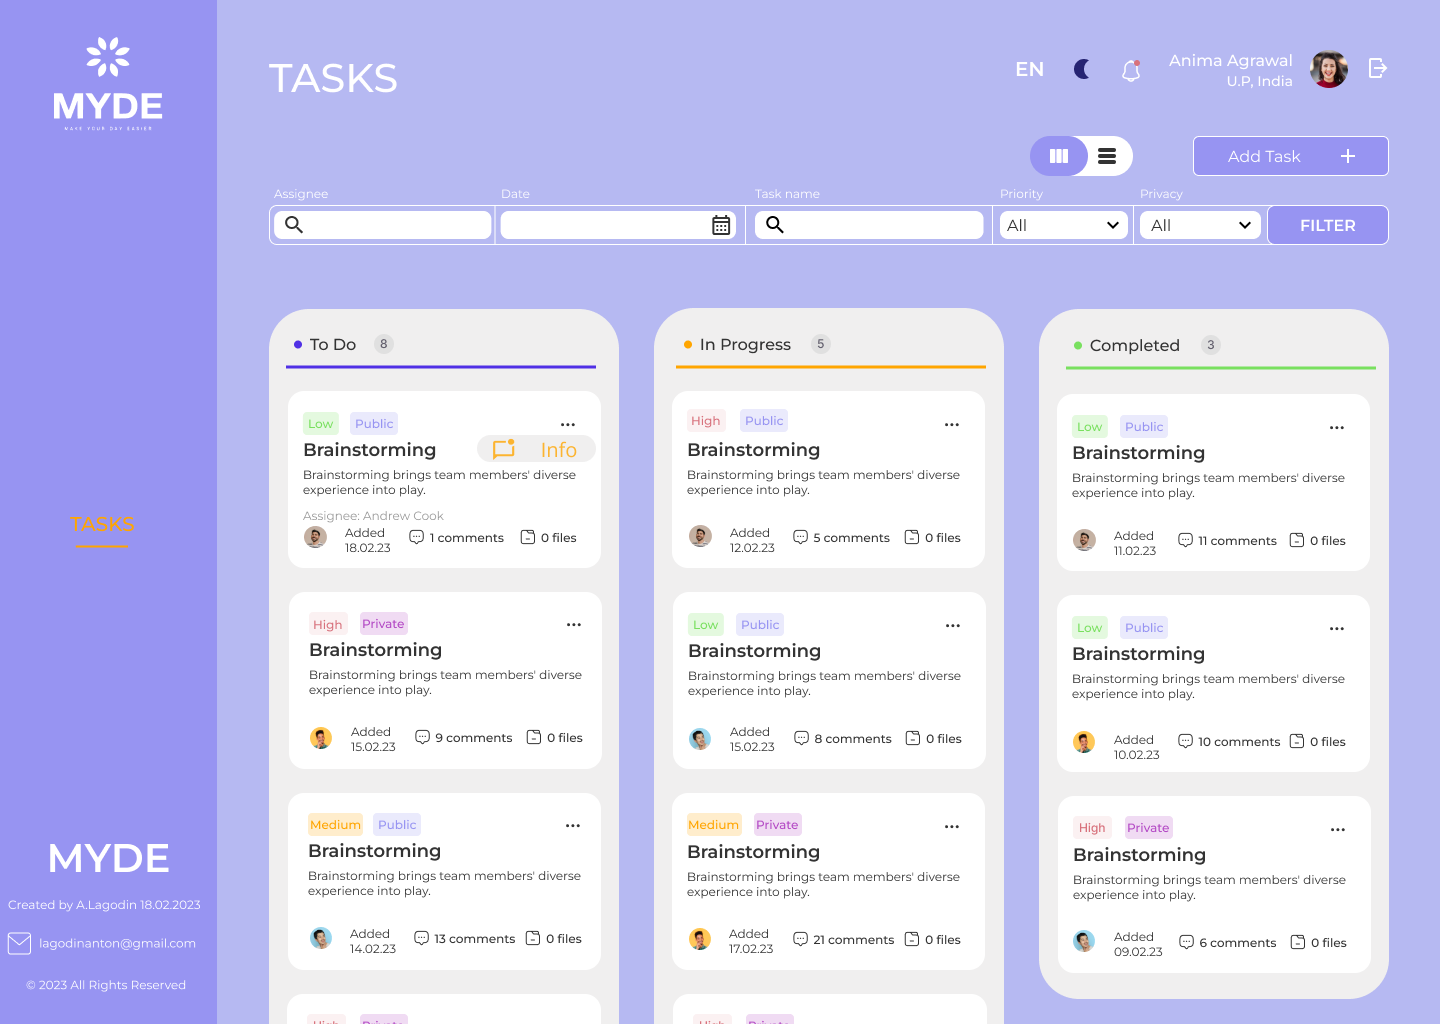 MYDE
MAKE YOUR DAY EASIER
TASKS
MYDE
Created by A.Lagodin 18.02.2023
lagodinanton@gmail.com
© 2023 All Rights Reserved
TASKS
EN
Anima Agrawal
U.P, India
Add Task
Assignee
Date
Task name
Priority
Privacy
All
All
FILTER
To Do 8
Low Public
Brainstorming
Info
Brainstorming brings team members' diverse
experience into play.
Assignee: Andrew Cook
Added
18.02.23
1 comments
0 files
High Private
Brainstorming
Brainstorming brings team members' diverse
experience into play.
Added
15.02.23
9 comments
0 files
Medium Public
Brainstorming
Brainstorming brings team members' diverse
experience into play.
Added
14.02.23
13 comments
0 files
High Private
In Progress 5
High Public
Brainstorming
Brainstorming brings team members' diverse
experience into play.
Added
12.02.23
5 comments
0 files
Low Public
Brainstorming
Brainstorming brings team members' diverse
experience into play.
Added
15.02.23
8 comments
0 files
Medium Private
Brainstorming
Brainstorming brings team members' diverse
experience into play.
Added
17.02.23
21 comments
0 files
High Private
Completed 3
Low Public
Brainstorming
Brainstorming brings team members' diverse
experience into play.
Added
11.02.23
11 comments
0 files
Low Public
Brainstorming
Brainstorming brings team members' diverse
experience into play.
Added
10.02.23
10 comments
0 files
High Private
Brainstorming
Brainstorming brings team members' diverse
experience into play.
Added
09.02.23
6 comments
0 files